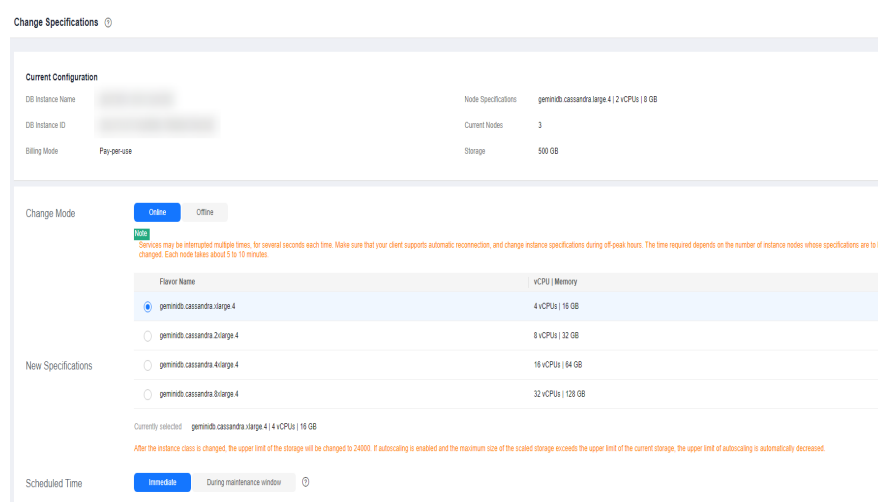 Change Specifications
Current Configuration
DB Instance Name
Node Specifications geminidb.cassandra.large.4 | 2 vCPUs | 8 GB
DB Instance ID
Current Nodes 3
Billing Mode Pay-per-use
Storage 500 GB
Change Mode Online Offline
Note
Services may be interrupted multiple times, for several seconds each time. Make sure that your client supports automatic reconnection, and change instance specifications during off-peak hours. The time required depends on the number of instance nodes whose specifications are to
changed. Each node takes about 5 to 10 minutes.
Flavor Name vCPU | Memory
geminidb.cassandra.xlarge.4 4 vCPUs | 16 GB
geminidb.cassandra.2xlarge.4 8 vCPUs | 32 GB
New Specifications geminidb.cassandra.4xlarge.4 16 vCPUs | 64 GB
geminidb.cassandra.8xlarge.4 32 vCPUs | 128 GB
Currently selected geminidb.cassandra.xlarge.4 | 4 vCPUs | 16 GB
After the instance class is changed, the upper limit of the storage will be changed to 24000. If autoscaling is enabled and the maximum size of the scaled storage exceeds the upper limit of the current storage, the upper limit of autoscaling is automatically decreased.
Scheduled Time Immediate During maintenance window